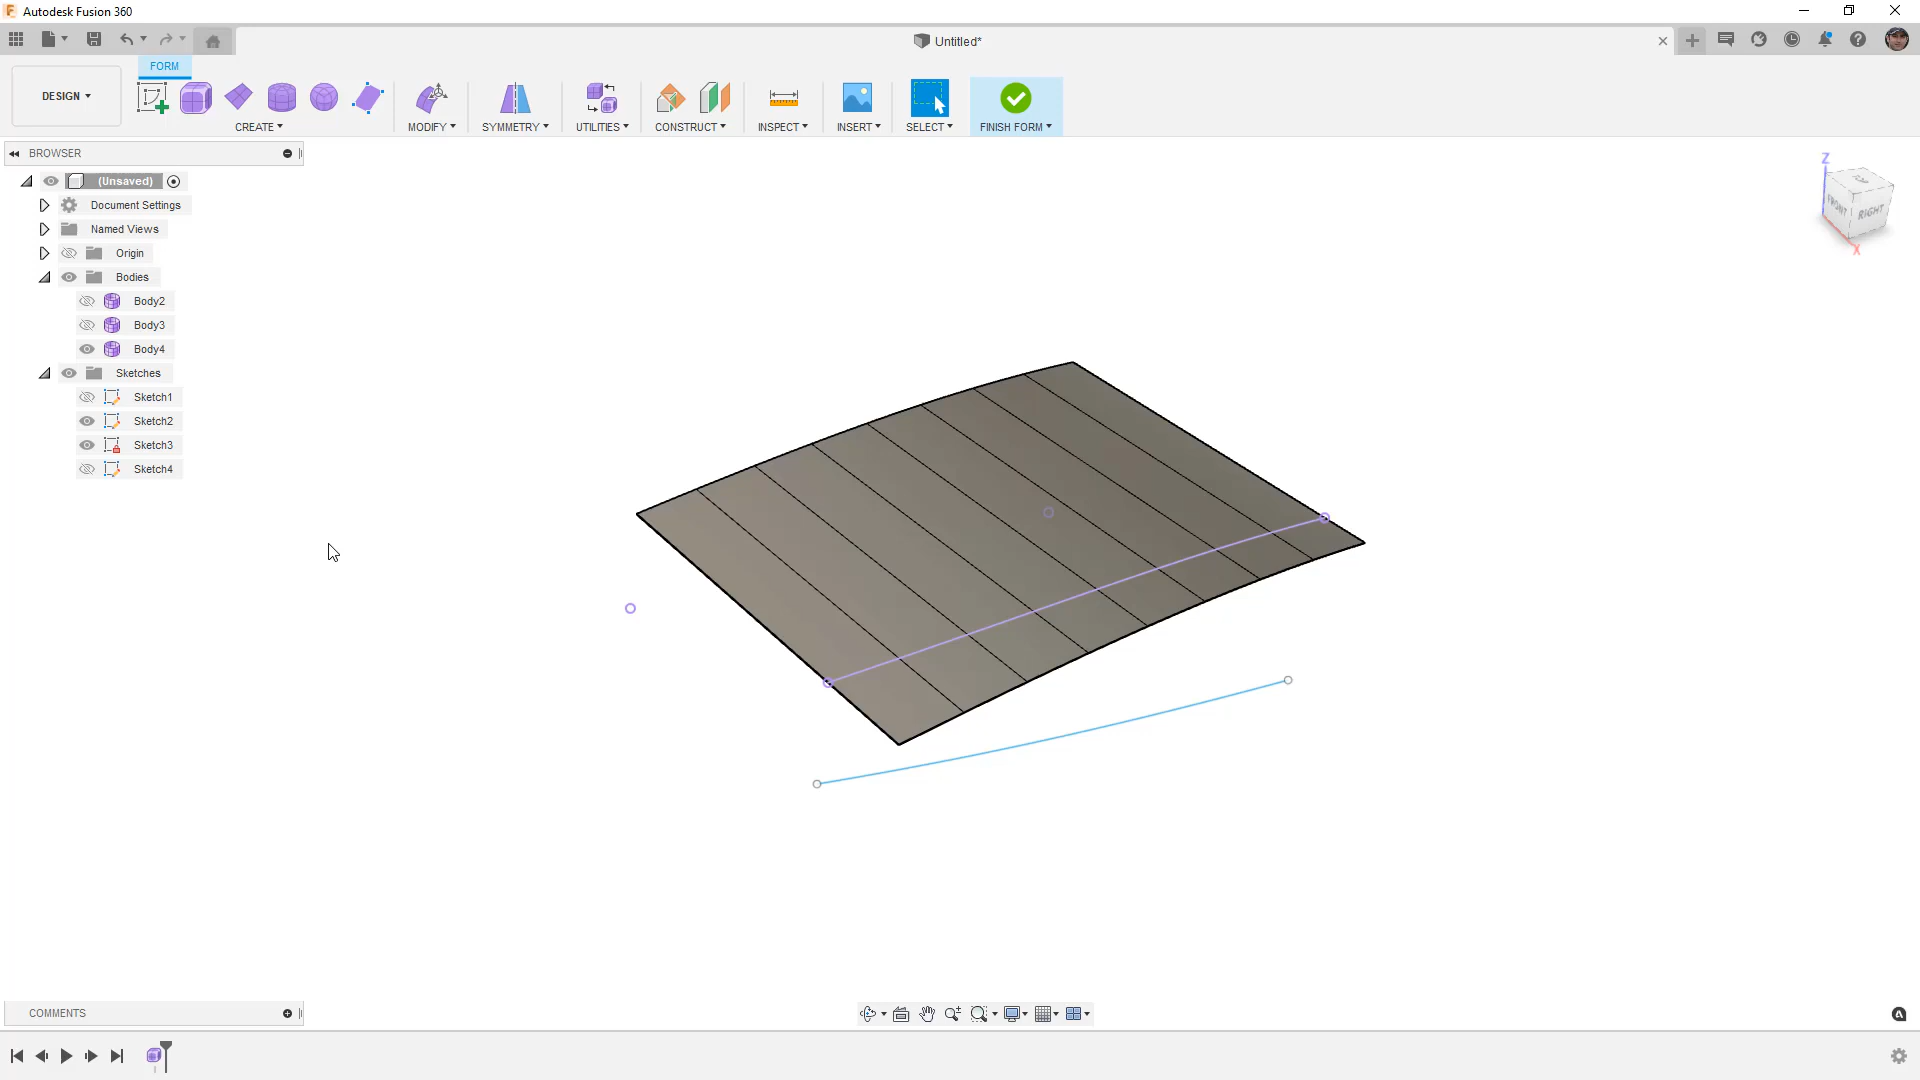 Autodesk Fusion 360
Untitled*
FORM
DESIGN
CREATE
MODIFY
SYMMETRY
UTILITIES
CONSTRUCT
INSPECT
INSERT
SELECT
FINISH FORM
BROWSER
(Unsaved)
Document Settings
Named Views
Origin
Bodies
Body2
Body3
Body4
Sketches
Sketch1
Sketch2
Sketch3
Sketch4
Z
FRONT
RIGHT
X
COMMENTS